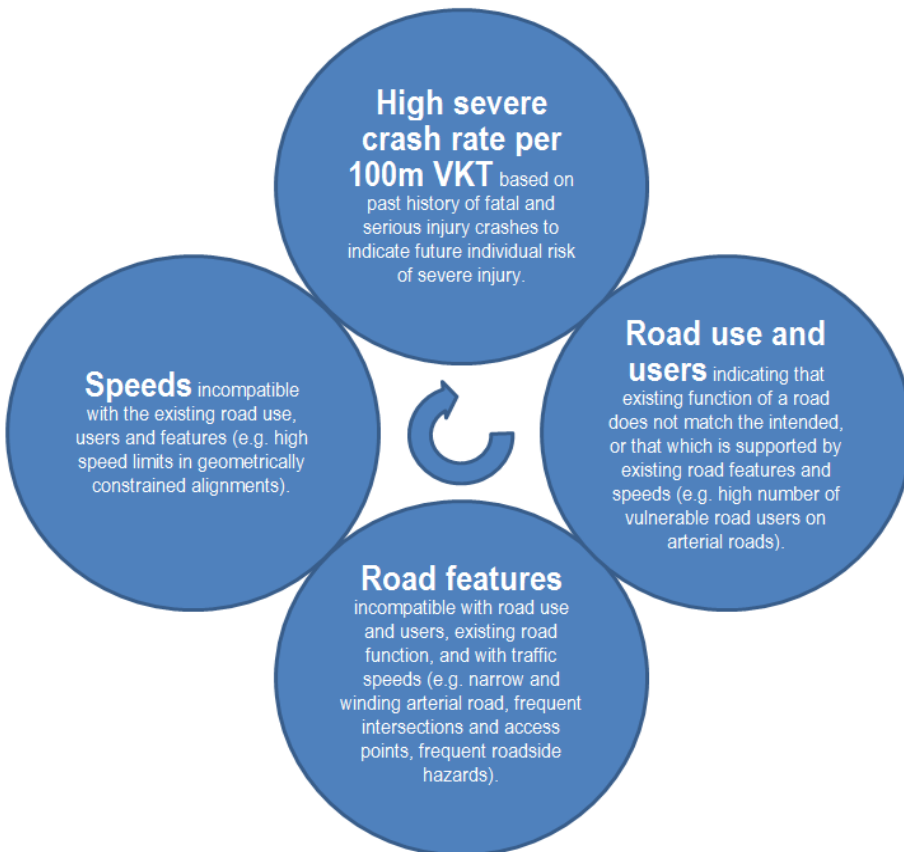 High severe
crash rate per
100m VKT based on
past history of fatal and
serious injury crashes to
indicate future individual risk
of severe injury.
Road use and
users indicating that
existing function of a road
does not match the intended,
or that which is supported by
existing road features and
speeds (e.g. high number of
vulnerable road users on
arterial roads).
Road features
incompatible with road use
and users, existing road
function, and with traffic
speeds (e.g. narrow and
winding arterial road, frequent
intersections and access
points, frequent roadside
hazards).
Speeds incompatible
with the existing road use,
users and features (e.g. high
speed limits in geometrically
constrained alignments).